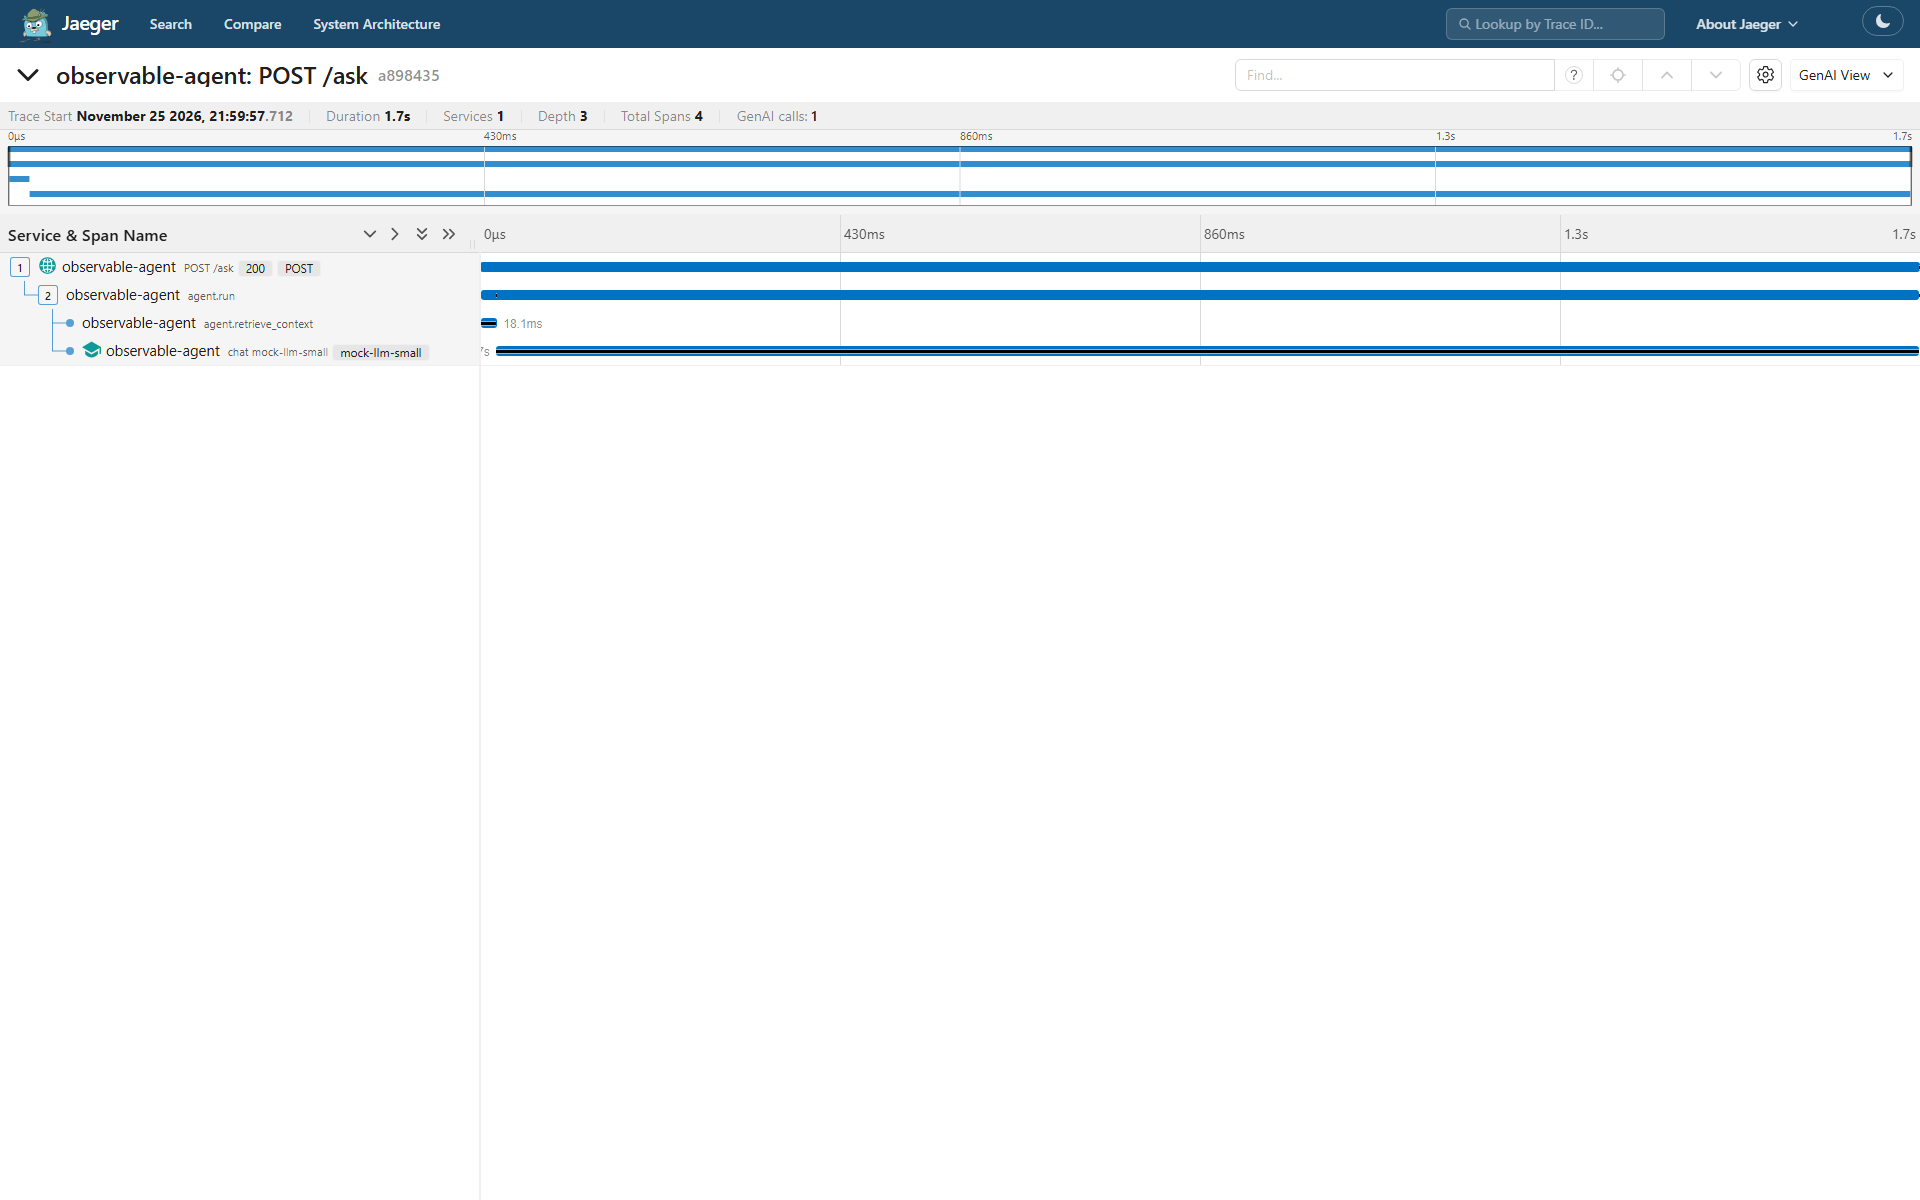 Jaeger Search Compare System Architecture Lookup by Trace ID... About Jaeger
observable-agent: POST /ask a898435 Find... ? GenAI View
Trace Start November 25 2026, 21:59:57.712 Duration 1.7s Services 1 Depth 3 Total Spans 4 GenAI calls: 1
0μs 430ms 860ms 1.3s 1.7s
Service & Span Name 0μs 430ms 860ms 1.3s 1.7s
1 observable-agent POST /ask 200 POST
2 observable-agent agent.run
observable-agent agent.retrieve_context 18.1ms
observable-agent chat mock-llm-small mock-llm-small 7s